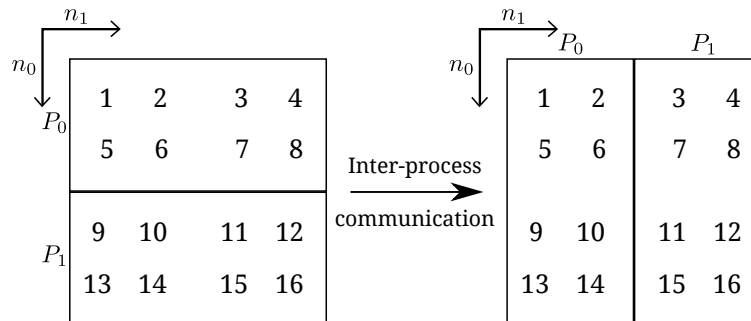 n₁ n₁
P₀ P₁
n₀ n₀
1 2 3 4 1 2 3 4
P₀
5 6 7 8 5 6 7 8
Inter-process
communication
9 10 11 12 9 10 11 12
P₁
13 14 15 16 13 14 15 16